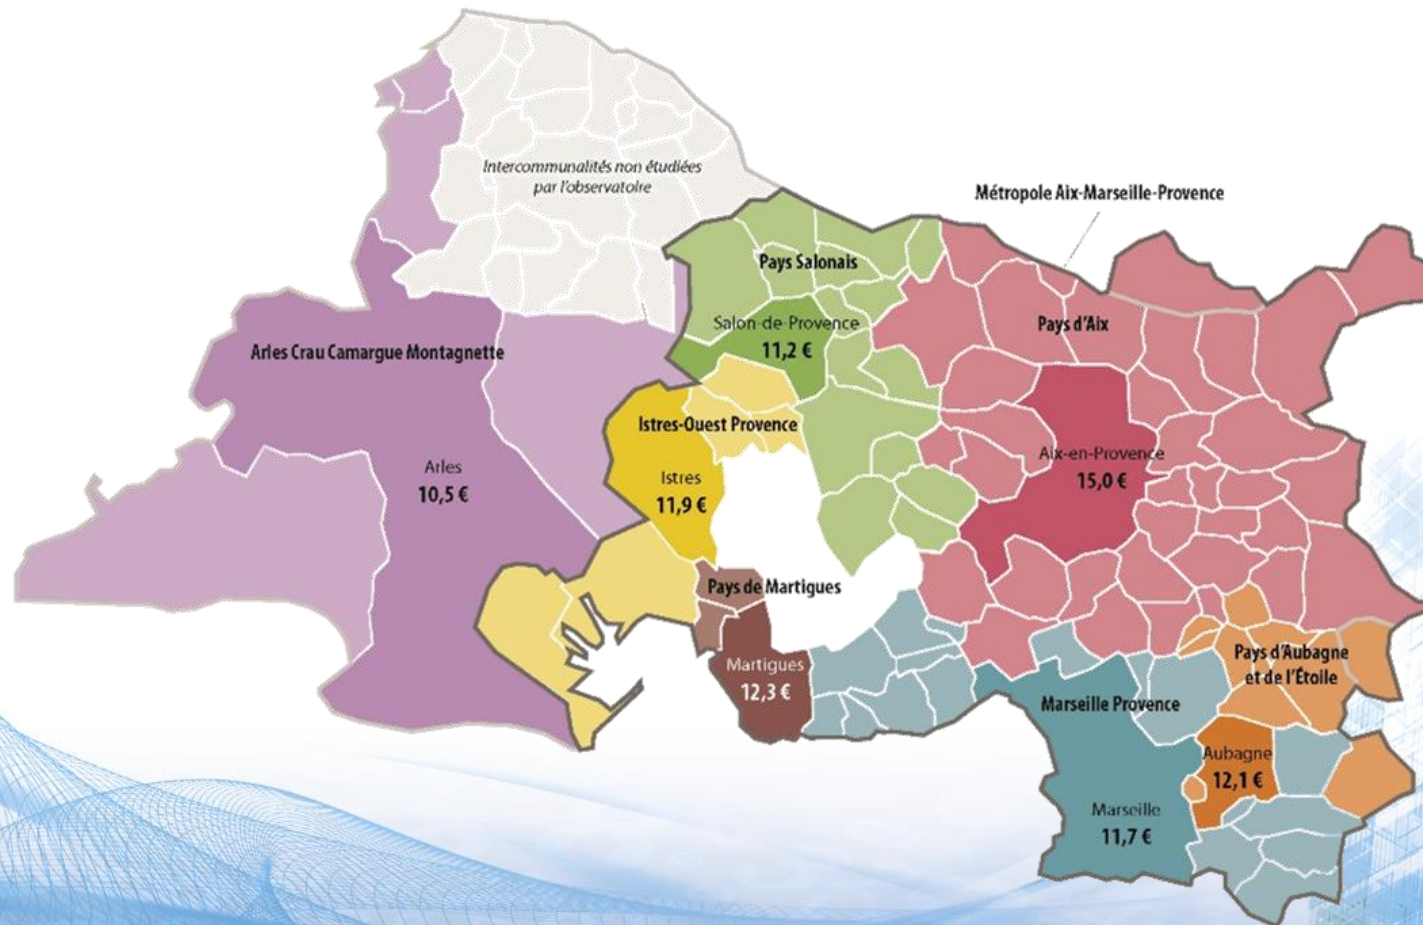 Intercommunalités non étudiées
par l'observatoire
Métropole Aix-Marseille-Provence
Pays Salonais
Salon-de-Provence
11,2 €
Pays d'Aix
Arles Crau Camargue Montagnette
Istres-Ouest Provence
Aix-en-Provence
15,0 €
Arles
10,5 €
Istres
11,9 €
Pays de Martigues
Martigues
12,3 €
Pays d'Aubagne
et de l'Étoile
Marseille Provence
Aubagne
12,1 €
Marseille
11,7 €